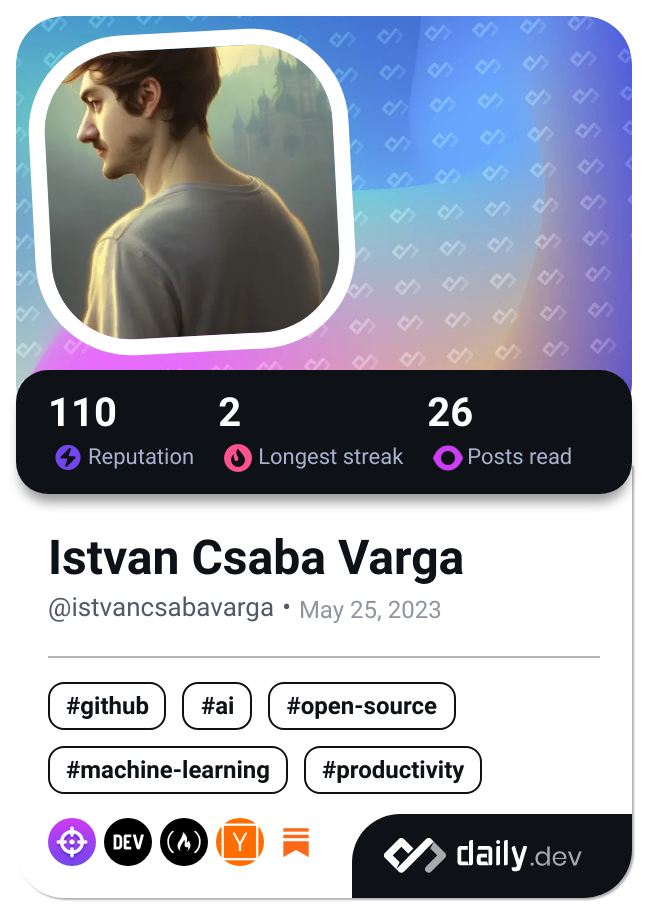 110 2 26
Reputation Longest streak Posts read
Istvan Csaba Varga
@istvancsabavarga • May 25, 2023
#github #ai #open-source
#machine-learning #productivity
DEV Y daily.dev